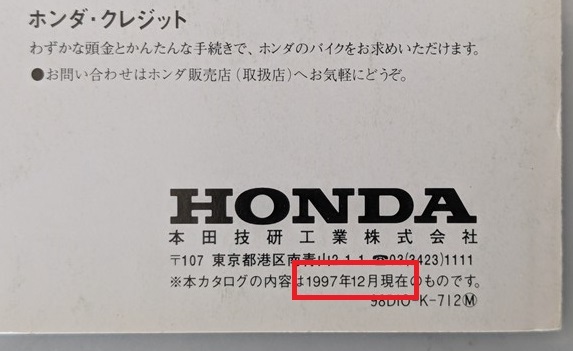 ホンダ・クレジット
わずかな頭金とかんたんな手続きで、ホンダのバイクをお求めいただけます。
●お問い合わせはホンダ販売店(取扱店)へお気軽にどうぞ。
HONDA
本田技研工業株式会社
〒107 東京都港区南青山2-1-1 ☎03(3423)1111
※本カタログの内容は1997年12月現在のものです。
98DIO K-712Ⓜ